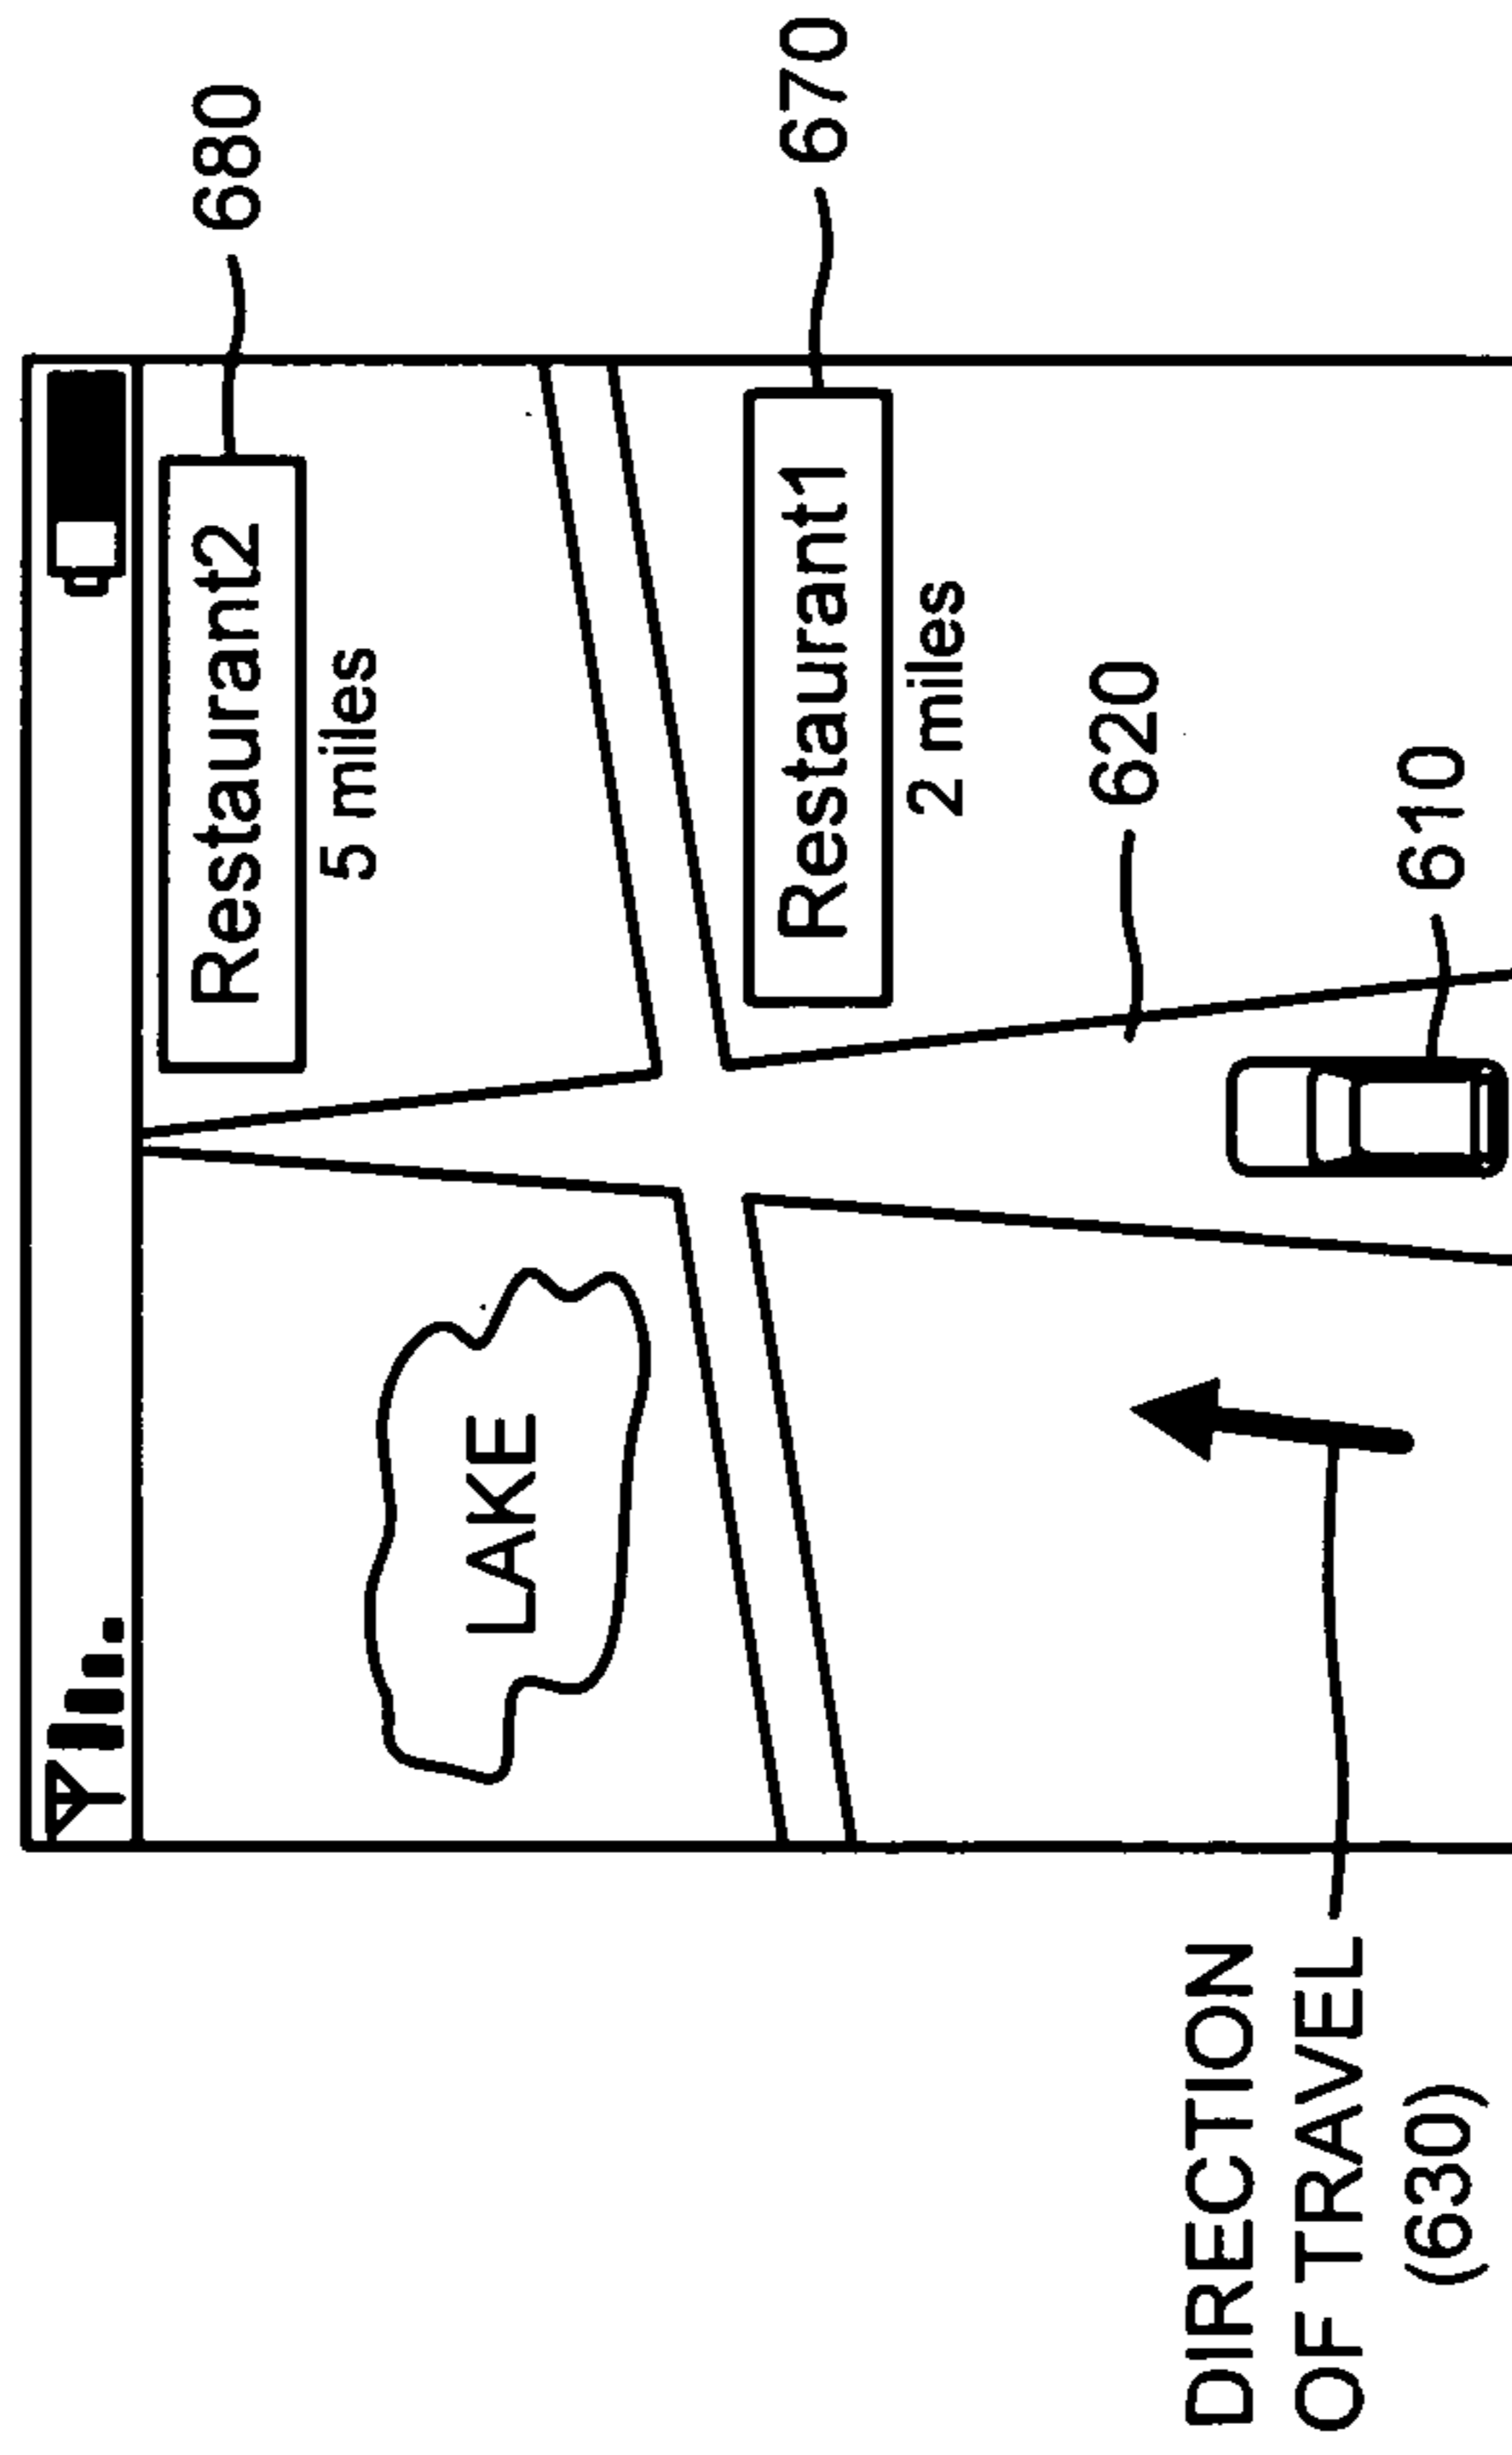 Restaurant2
5 miles
680
LAKE
Restaurant1
2 miles
670
620
610
DIRECTION
OF TRAVEL
(630)